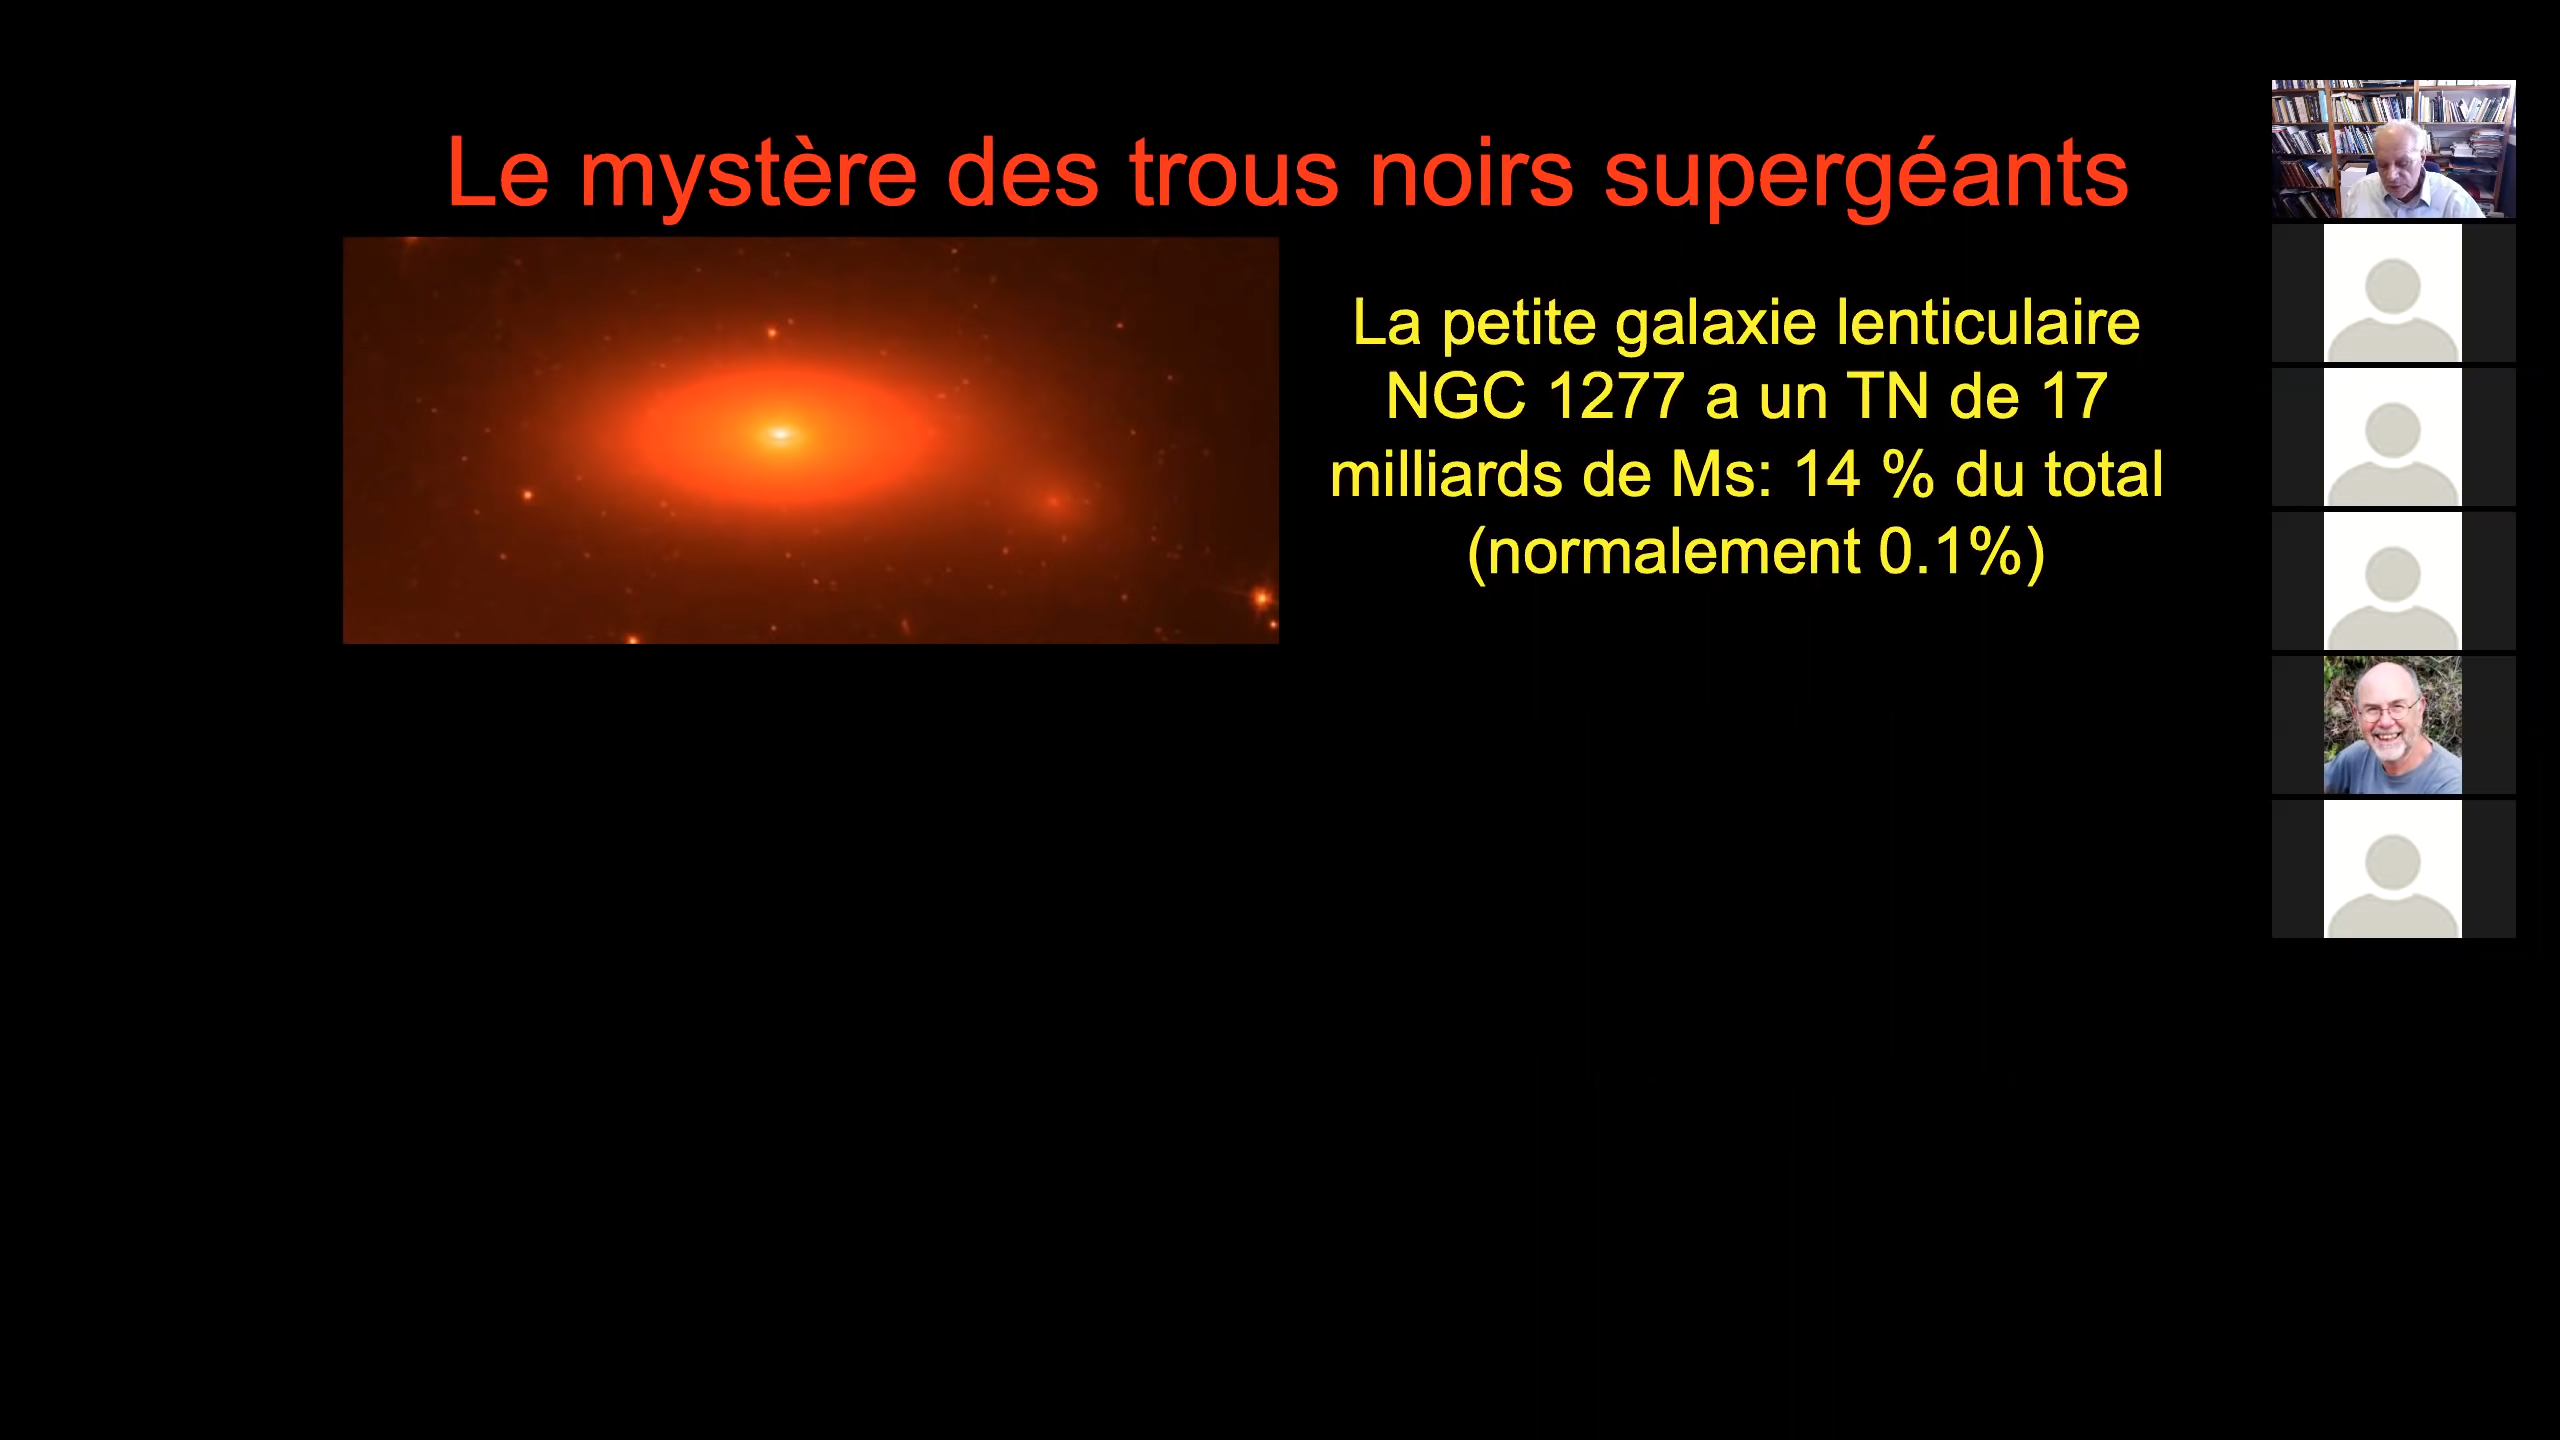 Le mystère des trous noirs supergéants
La petite galaxie lenticulaire
NGC 1277 a un TN de 17
milliards de Ms: 14 % du total
(normalement 0.1%)